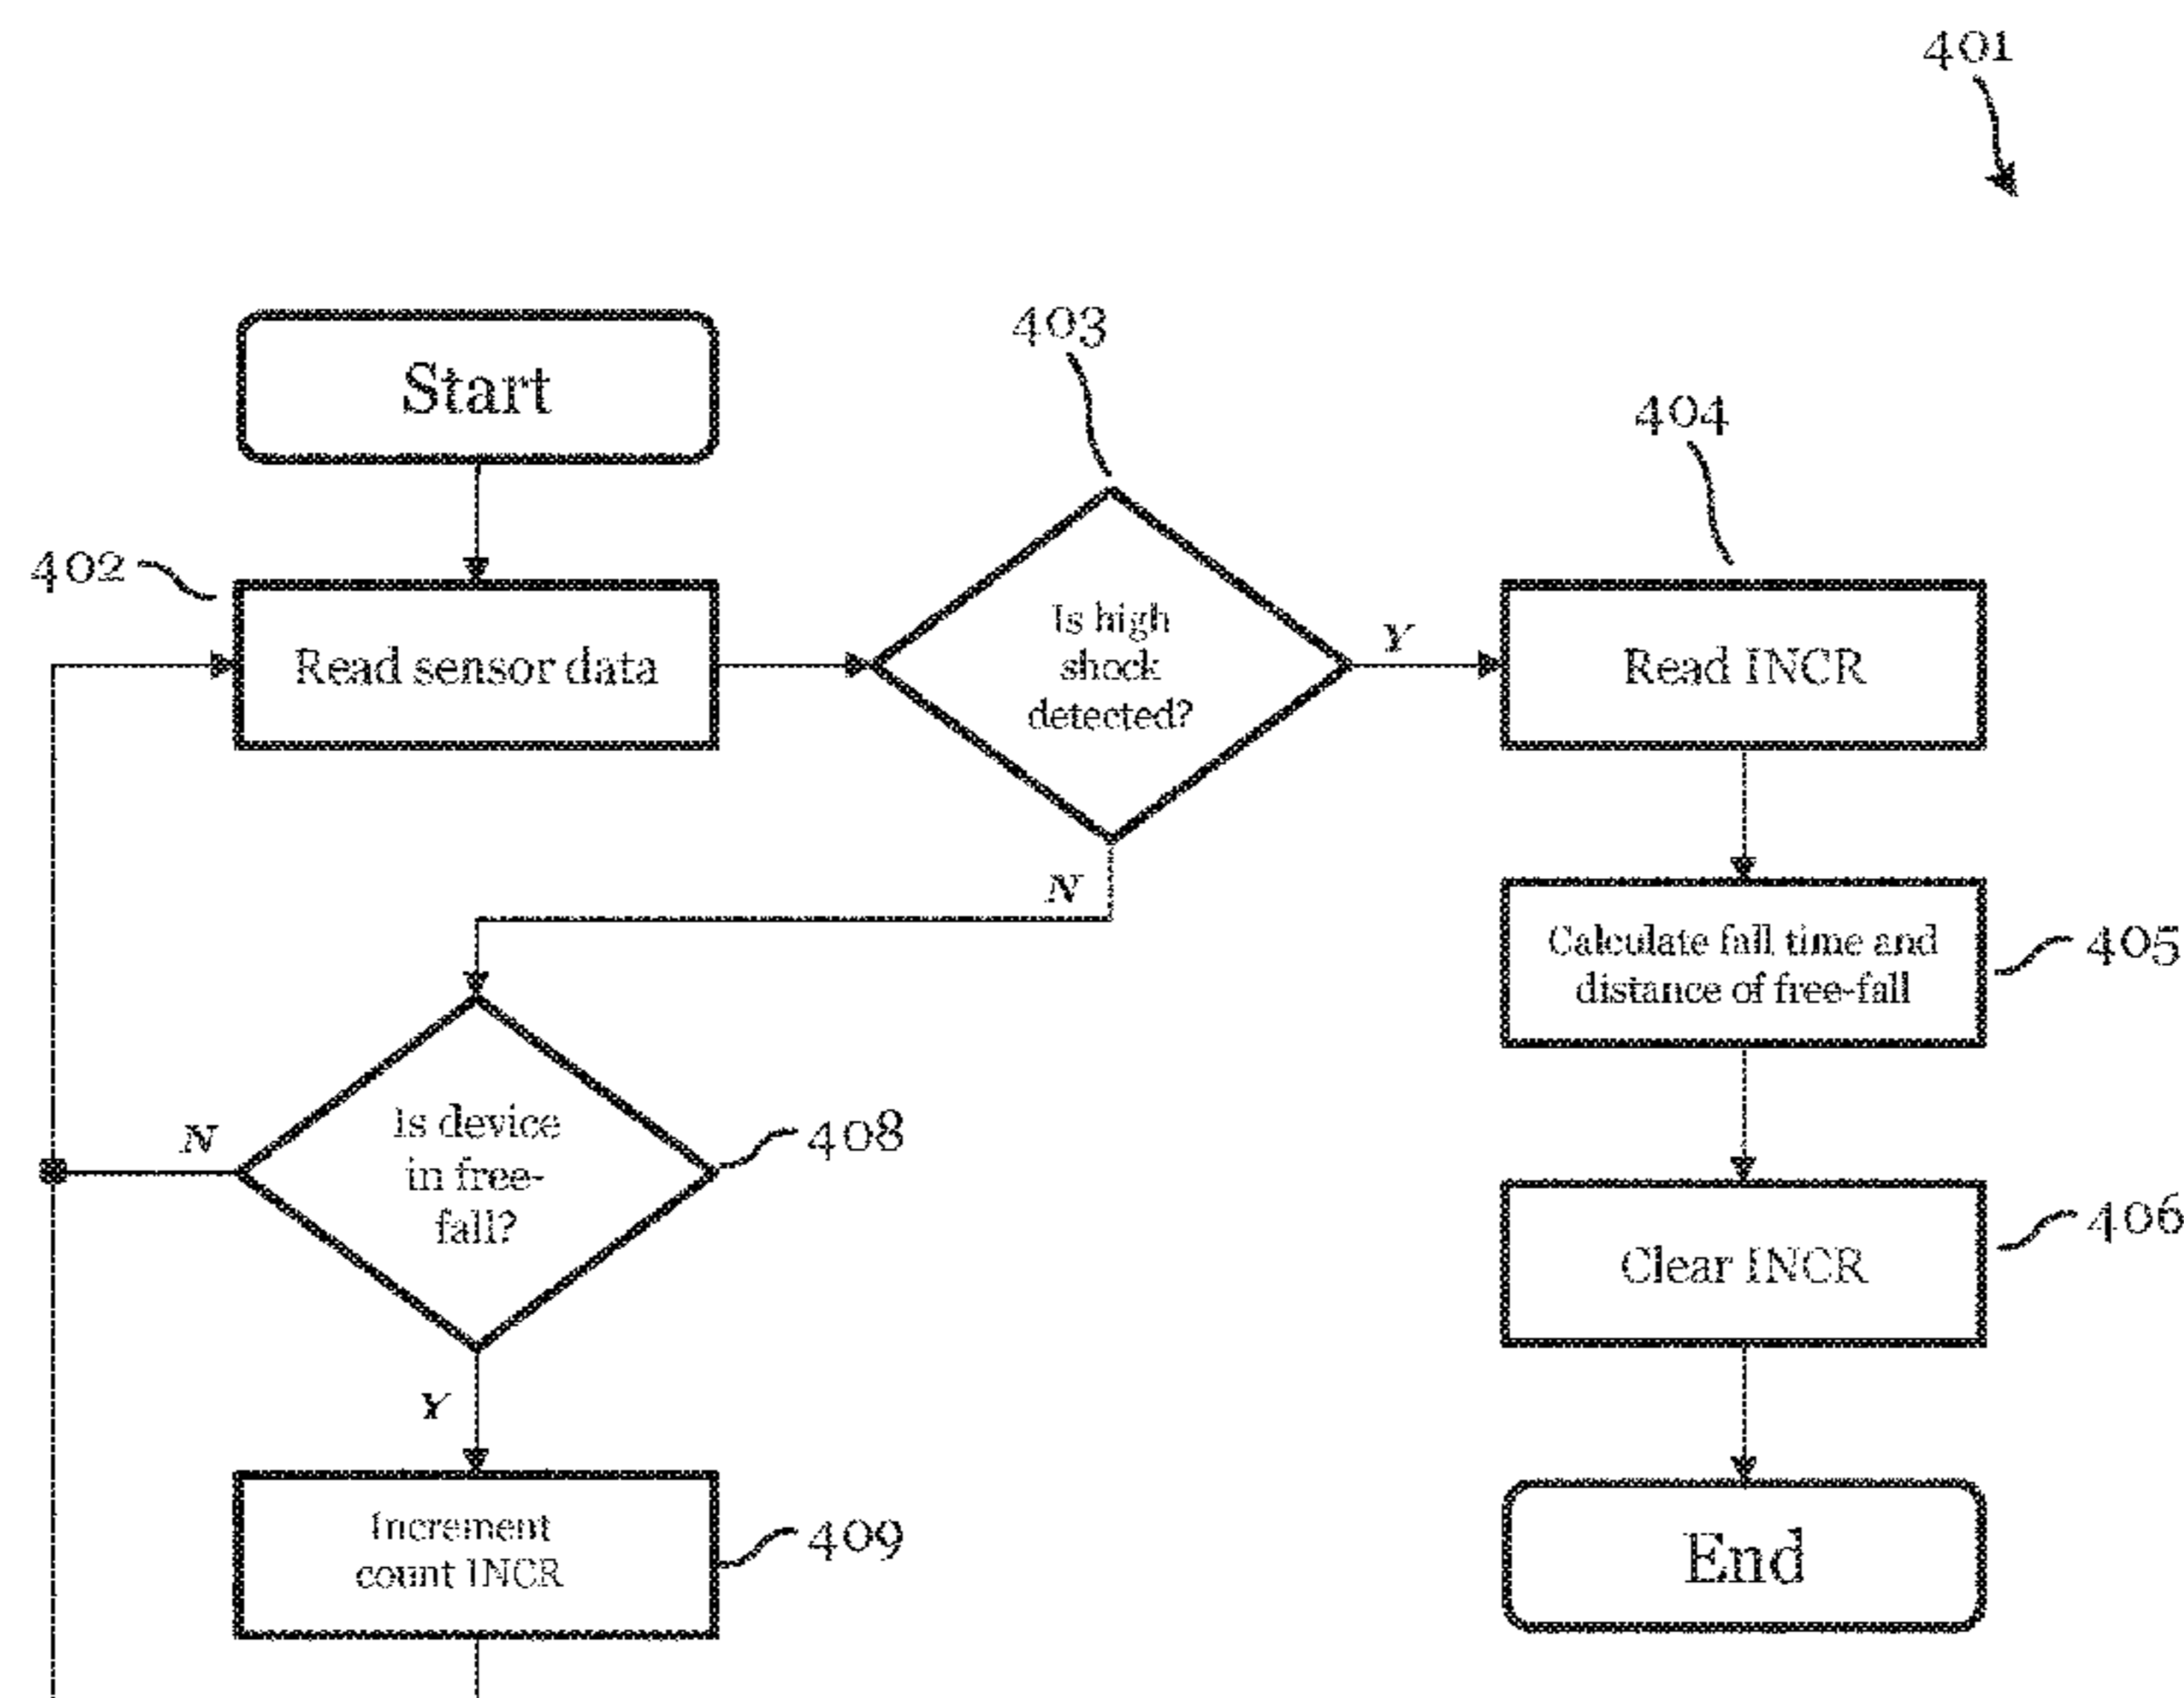 401
Start
403
404
402
Read sensor data
Is high
shock
detected?
Y
Read INCR
N
Calculate fall time and
distance of free-fall
405
N
Is device
in free-
fall?
408
Clear INCR
406
Y
Increment
count INCR
409
End